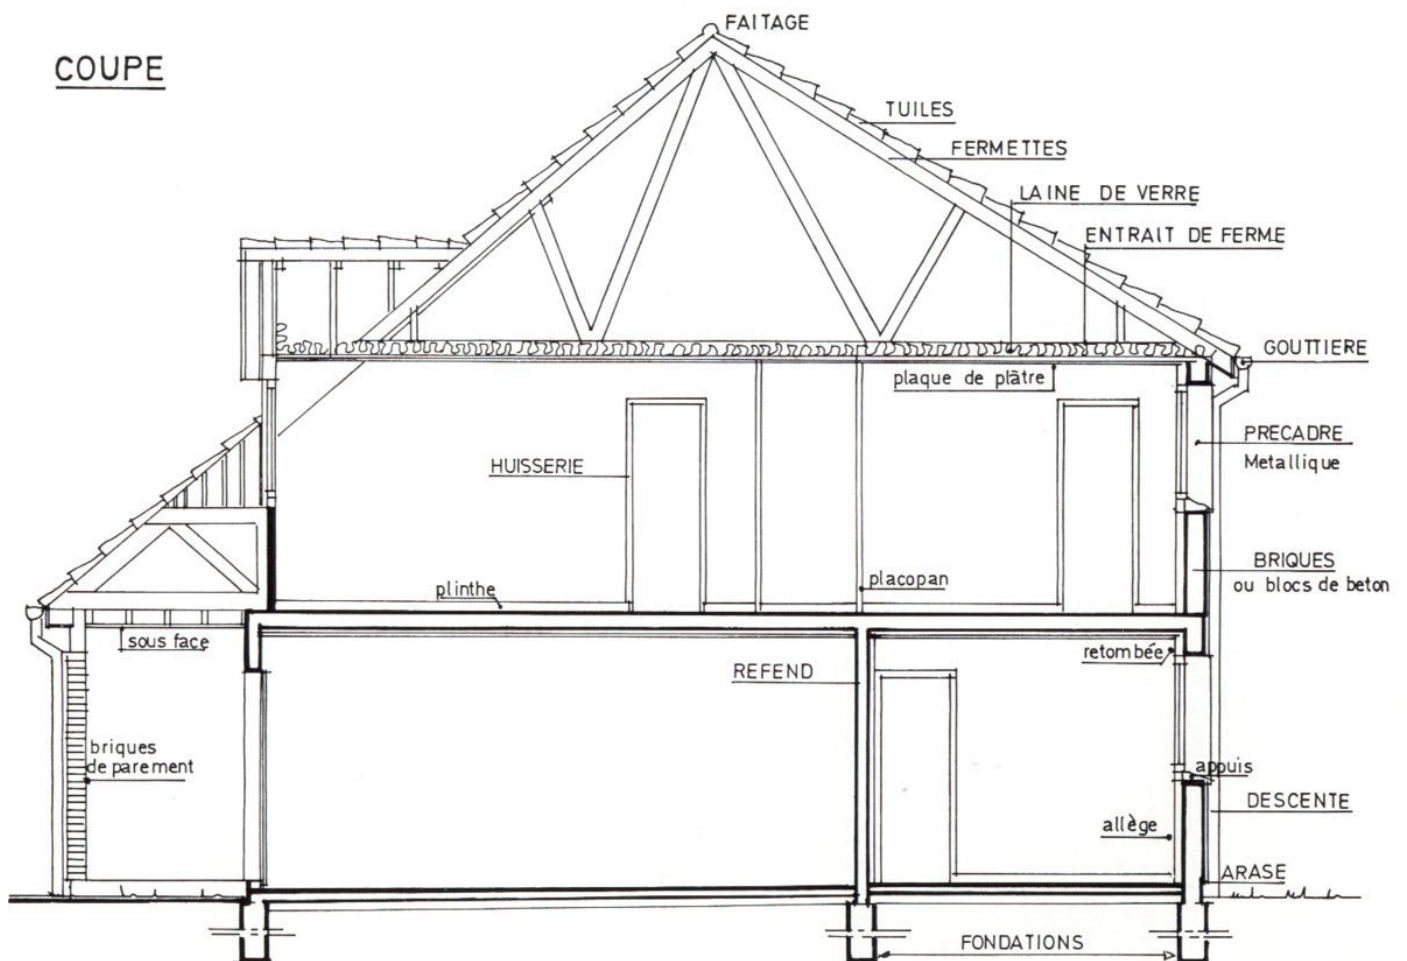 FAITAGE
COUPE
TUILES
FERMETTES
LAINE DE VERRE
ENTRAIT DE FERME
GOUTTIERE
plaque de plâtre
PRECADRE
Metallique
HUISSERIE
BRIQUES
ou blocs de beton
placopan
plinthe
sous face
retombée
REFEND
briques
de parement
appuis
DESCENTE
allège
ARASE
FONDATIONS